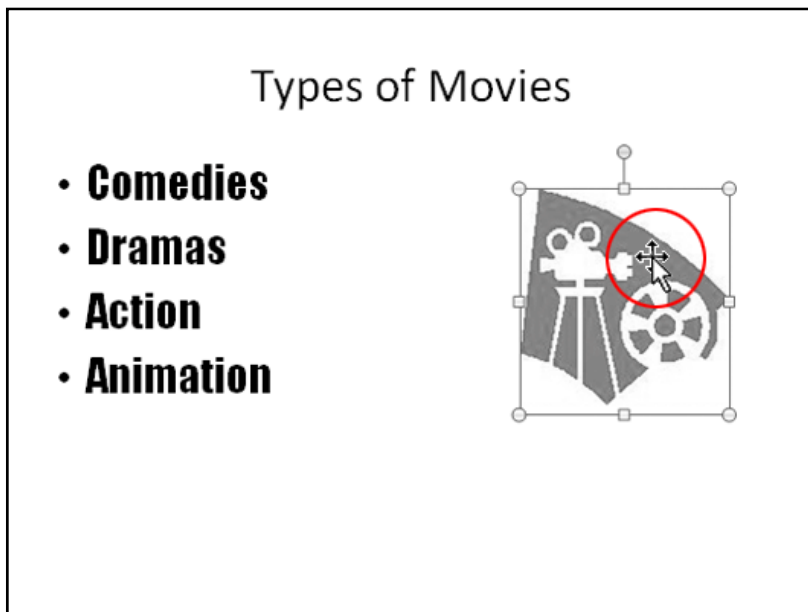 Types of Movies
• Comedies
• Dramas
• Action
• Animation